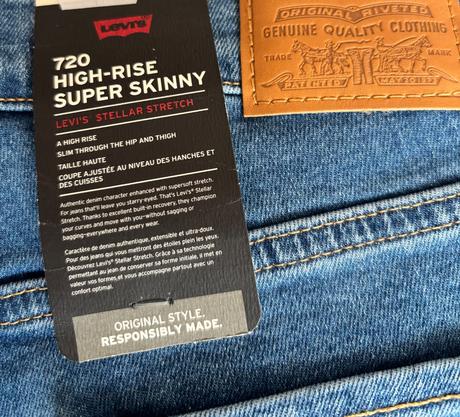 Levi's
720
HIGH-RISE
SUPER SKINNY
LEVI'S® STELLAR STRETCH
A HIGH RISE
SLIM THROUGH THE HIP AND THIGH
TAILLE HAUTE
COUPE AJUSTÉE AU NIVEAU DES HANCHES ET
DES CUISSES
Authentic denim character enhanced with supersoft stretch.
For jeans that'll leave you starry-eyed. That's Levi's® Stellar
Stretch. Thanks to excellent built-in recovery, they champion
your curves and move with you–without sagging or
bagging–everywhere and every wear.
Caractère de denim authentique, extensible et ultra-doux.
Pour des jeans qui vous mettront des étoiles plein les yeux.
Découvrez Levi's® Stellar Stretch. Grâce à sa technologie
permettant au jean de conserver sa forme initiale, il met en
valeur vos formes et vous accompagne partout avec un
confort optimal.
ORIGINAL STYLE.
RESPONSIBLY MADE.
ORIGINAL RIVETED
GENUINE QUALITY CLOTHING
TRADE MARK
PATENTED MAY 20 1873